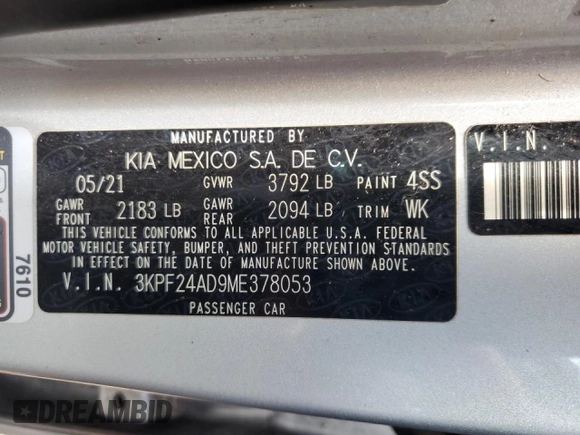 MANUFACTURED BY
KIA MEXICO S.A. DE C.V.
05/21 GVWR 3792 LB PAINT 4SS
GAWR FRONT 2183 LB GAWR REAR 2094 LB TRIM WK
THIS VEHICLE CONFORMS TO ALL APPLICABLE U.S.A. FEDERAL
MOTOR VEHICLE SAFETY, BUMPER, AND THEFT PREVENTION STANDARDS
IN EFFECT ON THE DATE OF MANUFACTURE SHOWN ABOVE.
V.I.N. 3KPF24AD9ME378053
PASSENGER CAR
V.I.N.
7610
DREAMBID